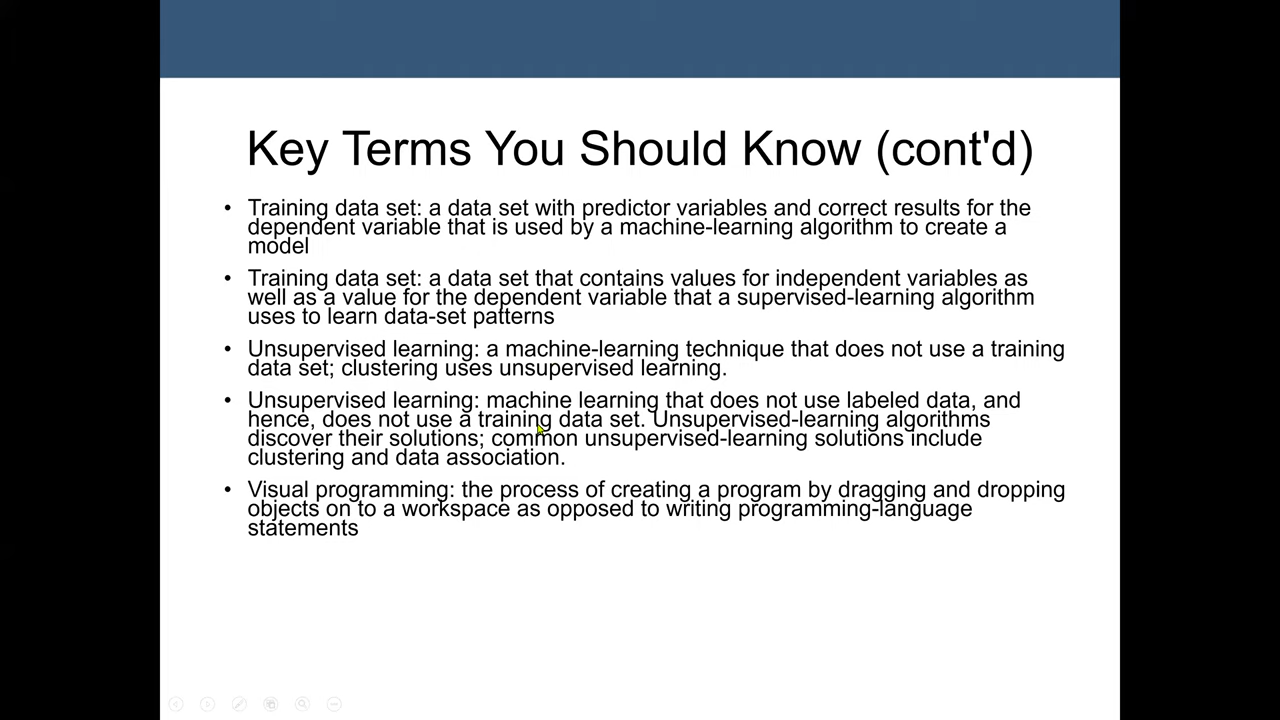 Key Terms You Should Know (cont'd)
• Training data set: a data set with predictor variables and correct results for the
dependent variable that is used by a machine-learning algorithm to create a
model
• Training data set: a data set that contains values for independent variables as
well as a value for the dependent variable that a supervised-learning algorithm
uses to learn data-set patterns
• Unsupervised learning: a machine-learning technique that does not use a training
data set; clustering uses unsupervised learning.
• Unsupervised learning: machine learning that does not use labeled data, and
hence, does not use a training data set. Unsupervised-learning algorithms
discover their solutions; common unsupervised-learning solutions include
clustering and data association.
• Visual programming: the process of creating a program by dragging and dropping
objects on to a workspace as opposed to writing programming-language
statements